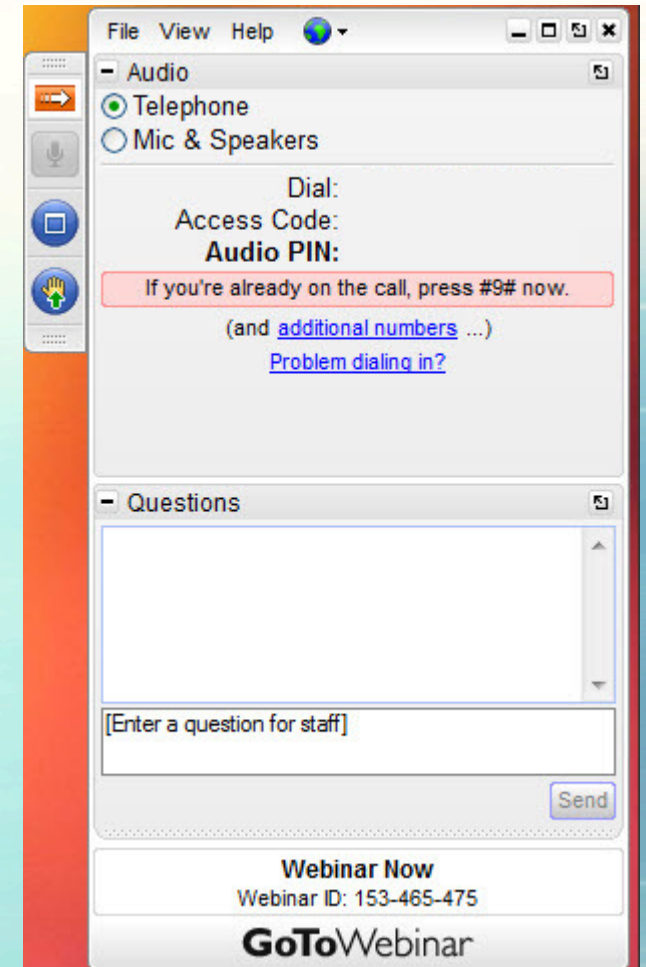 File View Help
Audio
Telephone
Mic & Speakers
Dial:
Access Code:
Audio PIN:
If you're already on the call, press #9# now.
(and additional numbers ...)
Problem dialing in?
Questions
[Enter a question for staff]
Send
Webinar Now
Webinar ID: 153-465-475
GoToWebinar